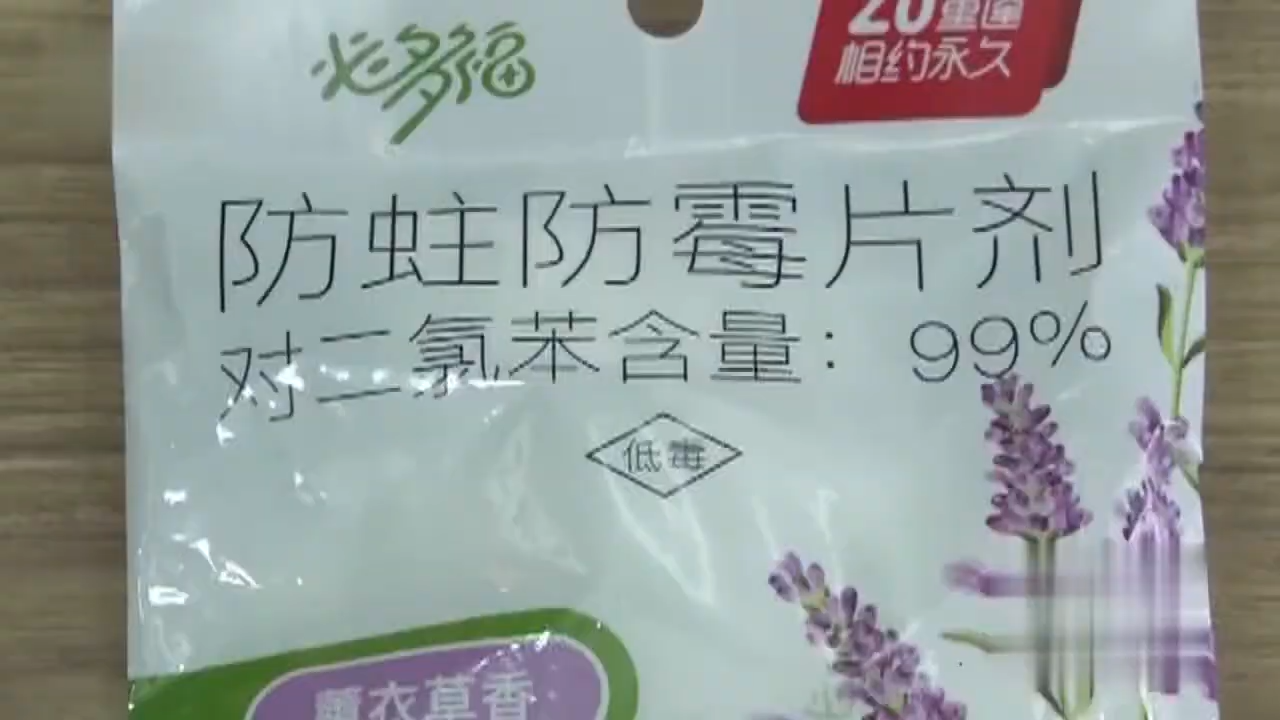 必多福
20重逢
相约永久
防蛀防霉片剂
对二氯苯含量：99%
低毒
薰衣草香